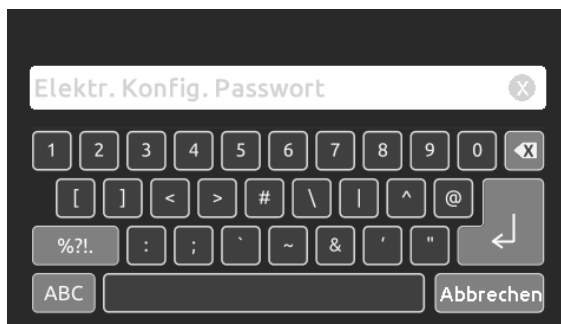 Elektr. Konfig. Passwort
1 2 3 4 5 6 7 8 9 0
[ ] < > # \ | ^ @
%?!. : ; ` ~ & ' "
ABC Abbrechen